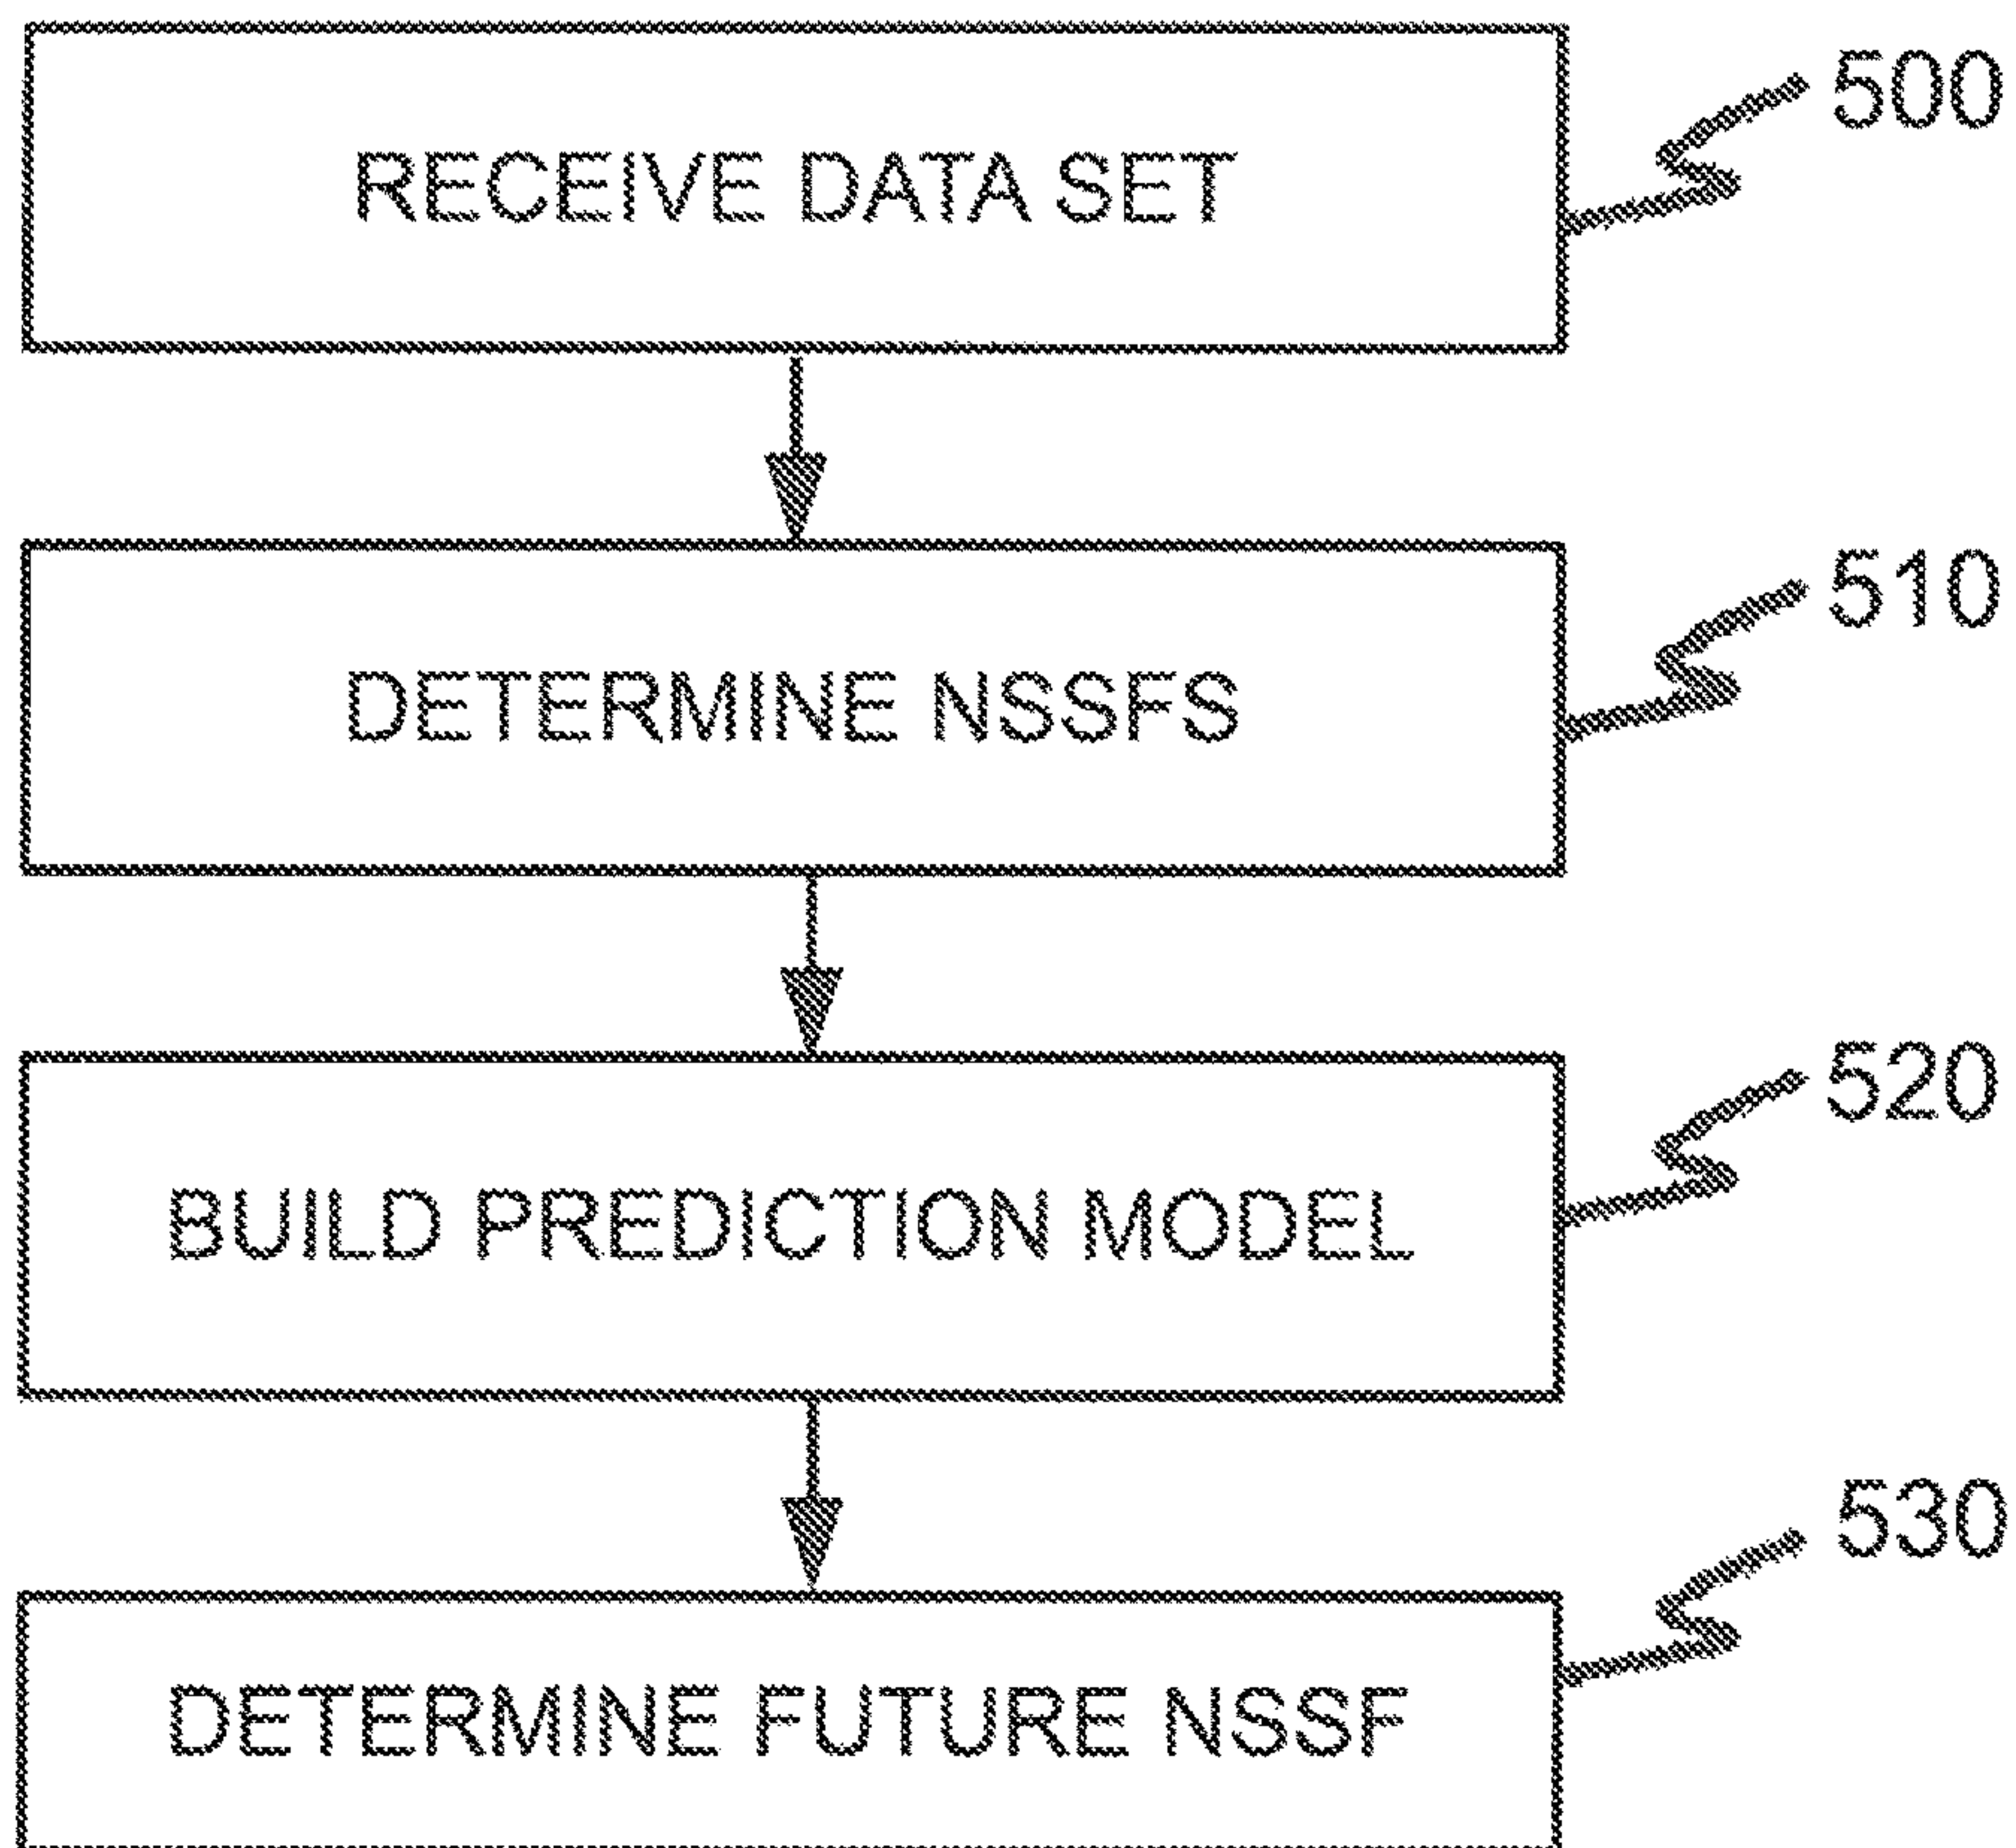 500
RECEIVE DATA SET
510
DETERMINE NSSFS
520
BUILD PREDICTION MODEL
530
DETERMINE FUTURE NSSF